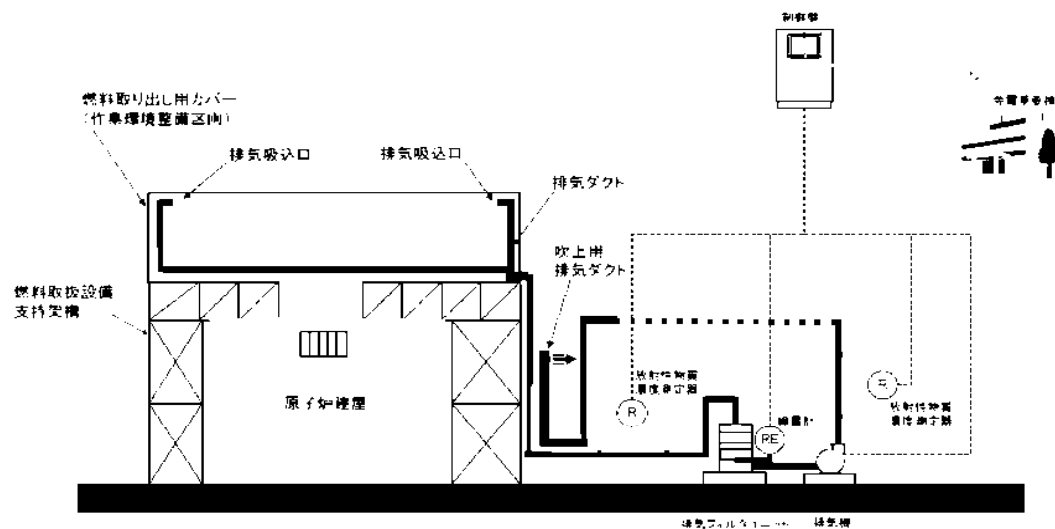 制御盤
燃料取り出し用カバー
(作業環境整備区画)
排気吸込口
排気吸込口
排気ダクト
吹上用
排気ダクト
燃料取扱設備
支持架構
原子炉建屋
放射性物質
濃度測定器
R
線量計
RE
R
放射性物質
濃度測定器
排気フィルタユニット
排気機